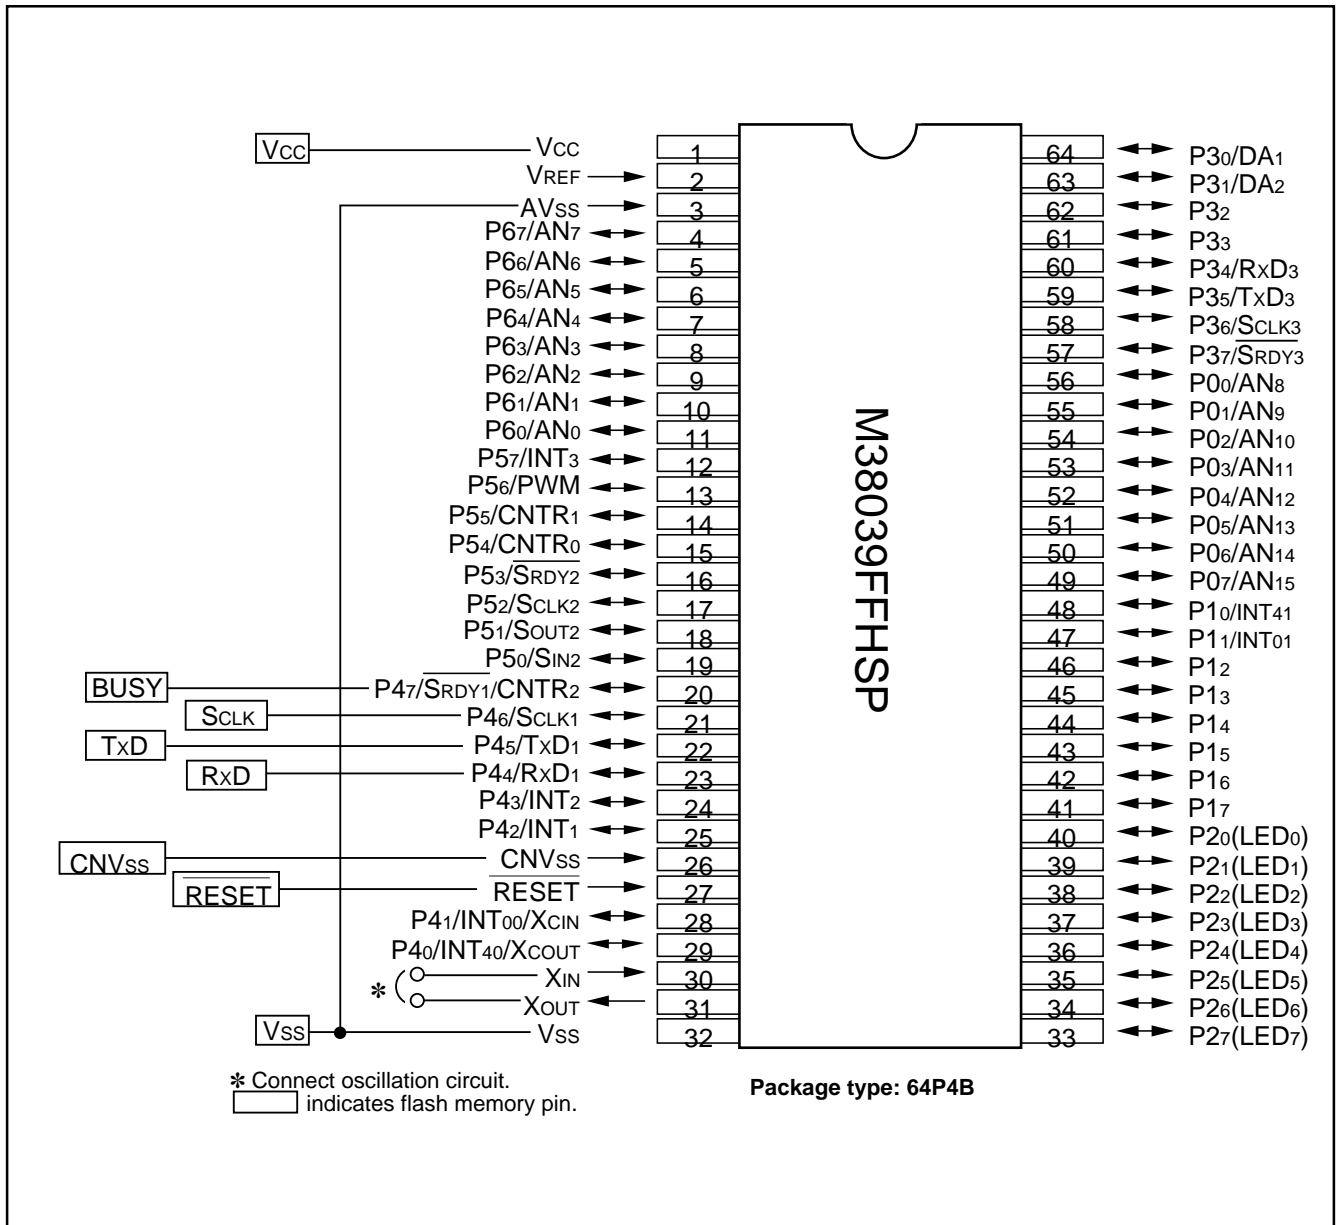 VCC VCC 1 64 P30/DA1
VREF 2 63 P31/DA2
AVSS 3 62 P32
P67/AN7 4 61 P33
P66/AN6 5 60 P34/RXD3
P65/AN5 6 59 P35/TXD3
P64/AN4 7 58 P36/SCLK3
P63/AN3 8 57 P37/SRDY3
P62/AN2 9 56 P00/AN8
P61/AN1 10 55 P01/AN9
P60/AN0 11 54 P02/AN10
P57/INT3 12 53 P03/AN11
P56/PWM 13 52 P04/AN12
P55/CNTR1 14 51 P05/AN13
P54/CNTR0 15 50 P06/AN14
P53/SRDY2 16 49 P07/AN15
P52/SCLK2 17 48 P10/INT41
P51/SOUT2 18 47 P11/INT01
P50/SIN2 19 46 P12
BUSY P47/SRDY1/CNTR2 20 45 P13
SCLK P46/SCLK1 21 44 P14
TXD P45/TXD1 22 43 P15
RXD P44/RXD1 23 42 P16
P43/INT2 24 41 P17
P42/INT1 25 40 P20(LED0)
CNVSS CNVSS 26 39 P21(LED1)
RESET RESET 27 38 P22(LED2)
P41/INT00/XCIN 28 37 P23(LED3)
P40/INT40/XCOUT 29 36 P24(LED4)
* XIN 30 35 P25(LED5)
XOUT 31 34 P26(LED6)
VSS VSS 32 33 P27(LED7)
M38039FFHSP
* Connect oscillation circuit.
indicates flash memory pin.
Package type: 64P4B